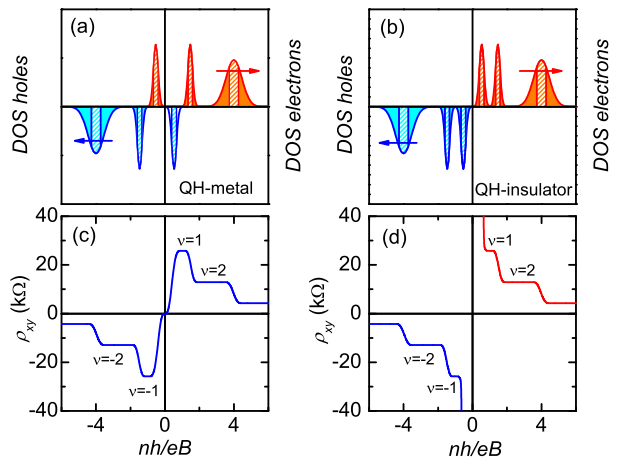 (a)
(b)
DOS holes
DOS electrons
DOS holes
DOS electrons
QH-metal
QH-insulator
40
20
0
-20
-40
ρxy (kΩ)
(c)
ν=1
ν=2
ν=-2
ν=-1
-4
0
4
nh/eB
40
20
0
-20
-40
ρxy (kΩ)
(d)
ν=1
ν=2
ν=-2
ν=-1
-4
0
4
nh/eB